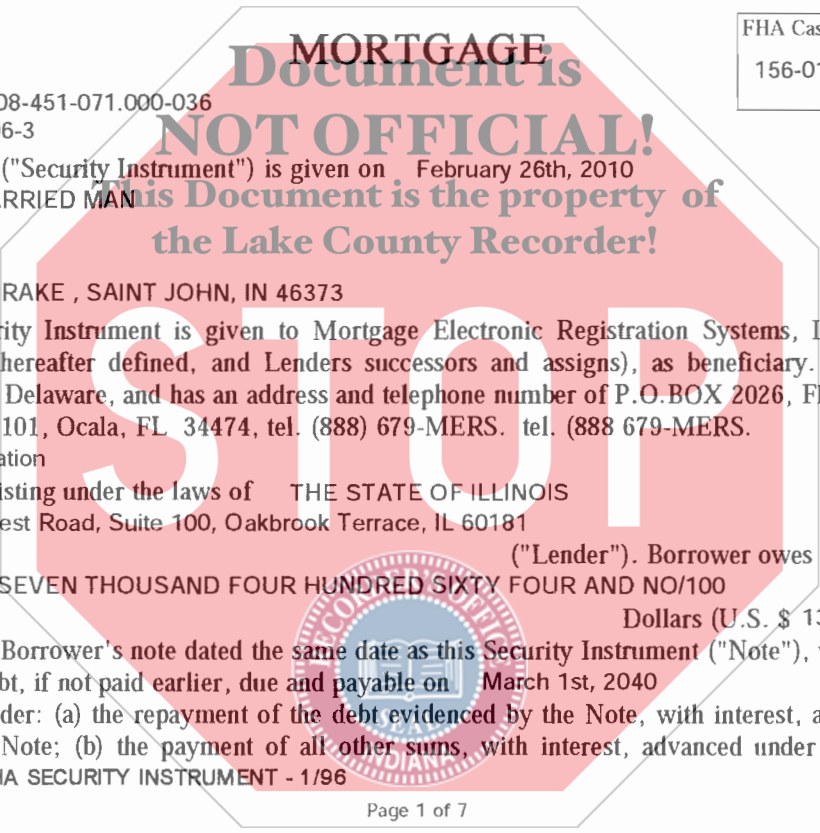 MORTGAGE
FHA Cas
156-01
Document is
08-451-071.000-036
6-3
NOT OFFICIAL!
("Security Instrument") is given on February 26th, 2010
RRIED MAN
This Document is the property of
the Lake County Recorder!
RAKE , SAINT JOHN, IN 46373
rity Instrument is given to Mortgage Electronic Registration Systems, I
hereafter defined, and Lenders successors and assigns), as beneficiary.
Delaware, and has an address and telephone number of P.O.BOX 2026, Fl
101, Ocala, FL 34474, tel. (888) 679-MERS. tel. (888 679-MERS.
ation
isting under the laws of THE STATE OF ILLINOIS
est Road, Suite 100, Oakbrook Terrace, IL 60181
STOP
("Lender"). Borrower owes
SEVEN THOUSAND FOUR HUNDRED SIXTY FOUR AND NO/100
Dollars (U.S. $ 13
Borrower's note dated the same date as this Security Instrument ("Note"),
bt, if not paid earlier, due and payable on March 1st, 2040
der: (a) the repayment of the debt evidenced by the Note, with interest, a
Note; (b) the payment of all other sums, with interest, advanced under
HA SECURITY INSTRUMENT - 1/96
RECORDER'S OFFICE
SEAL
INDIANA
Page 1 of 7